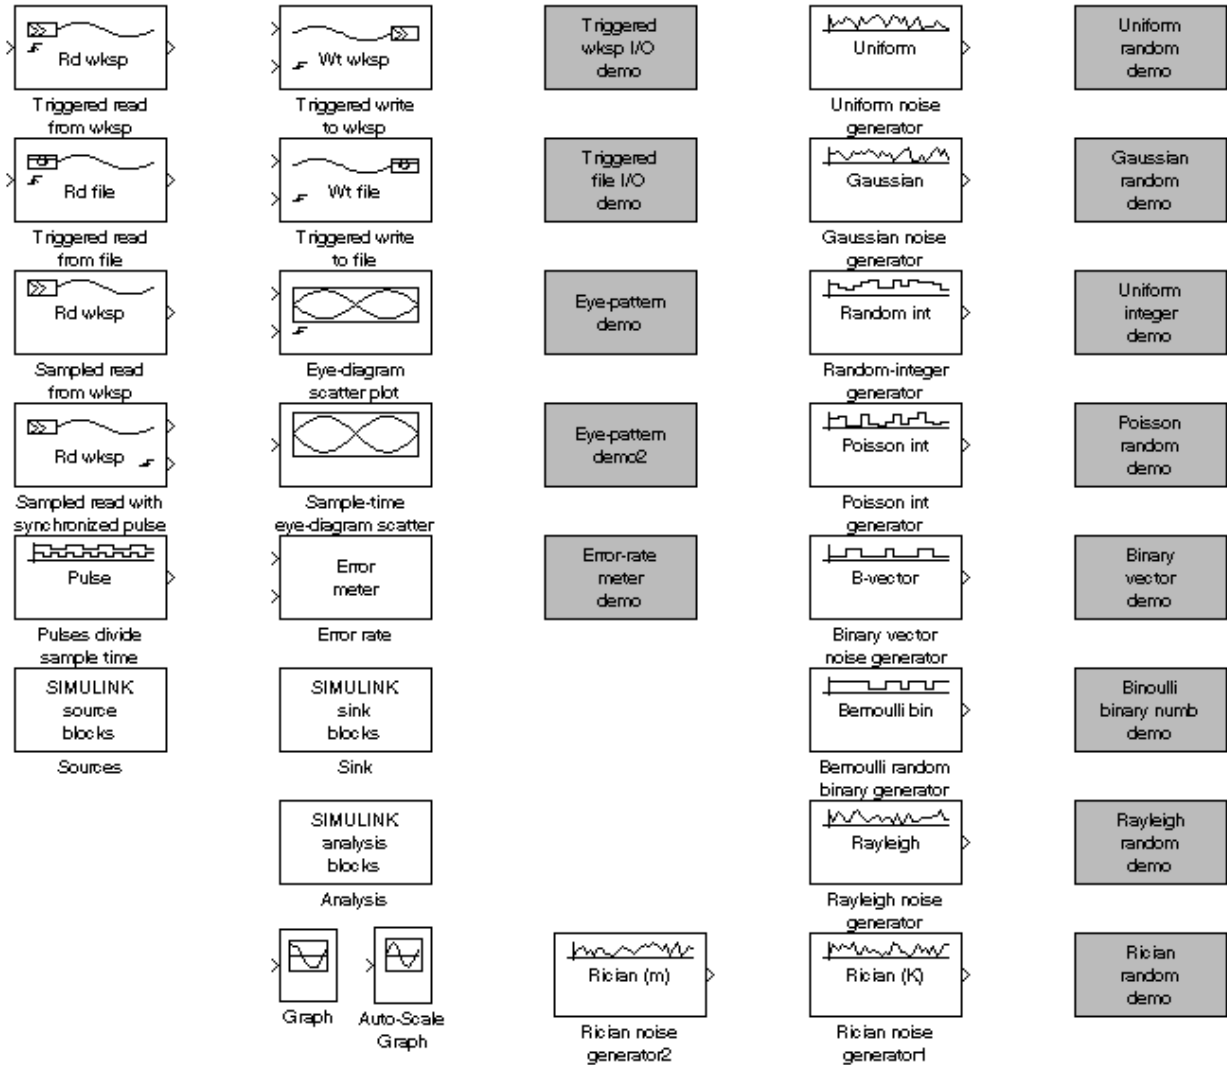 Rd wksp
Triggered read
from wksp
Wt wksp
Triggered write
to wksp
Triggered
wksp I/O
demo
Uniform
Uniform noise
generator
Uniform
random
demo
Rd file
Triggered read
from file
Wt file
Triggered write
to file
Triggered
file I/O
demo
Gaussian
Gaussian noise
generator
Gaussian
random
demo
Rd wksp
Sampled read
from wksp
Eye-diagram
scatter plot
Eye-pattern
demo
Random int
Random-integer
generator
Uniform
integer
demo
Rd wksp
Sampled read with
synchronized pulse
Sample-time
eye-diagram scatter
Eye-pattern
demo2
Poisson int
Poisson int
generator
Poisson
random
demo
Pulse
Pulses divide
sample time
Error
meter
Error rate
Error-rate
meter
demo
B-vector
Binary vector
noise generator
Binary
vector
demo
SIMULINK
source
blocks
Sources
SIMULINK
sink
blocks
Sink
Bernoulli bin
Bernoulli random
binary generator
Binoulli
binary numb
demo
SIMULINK
analysis
blocks
Analysis
Rayleigh
Rayleigh noise
generator
Rayleigh
random
demo
Graph
Auto-Scale
Graph
Rician (m)
Rician noise
generator2
Rician (K)
Rician noise
generator1
Rician
random
demo